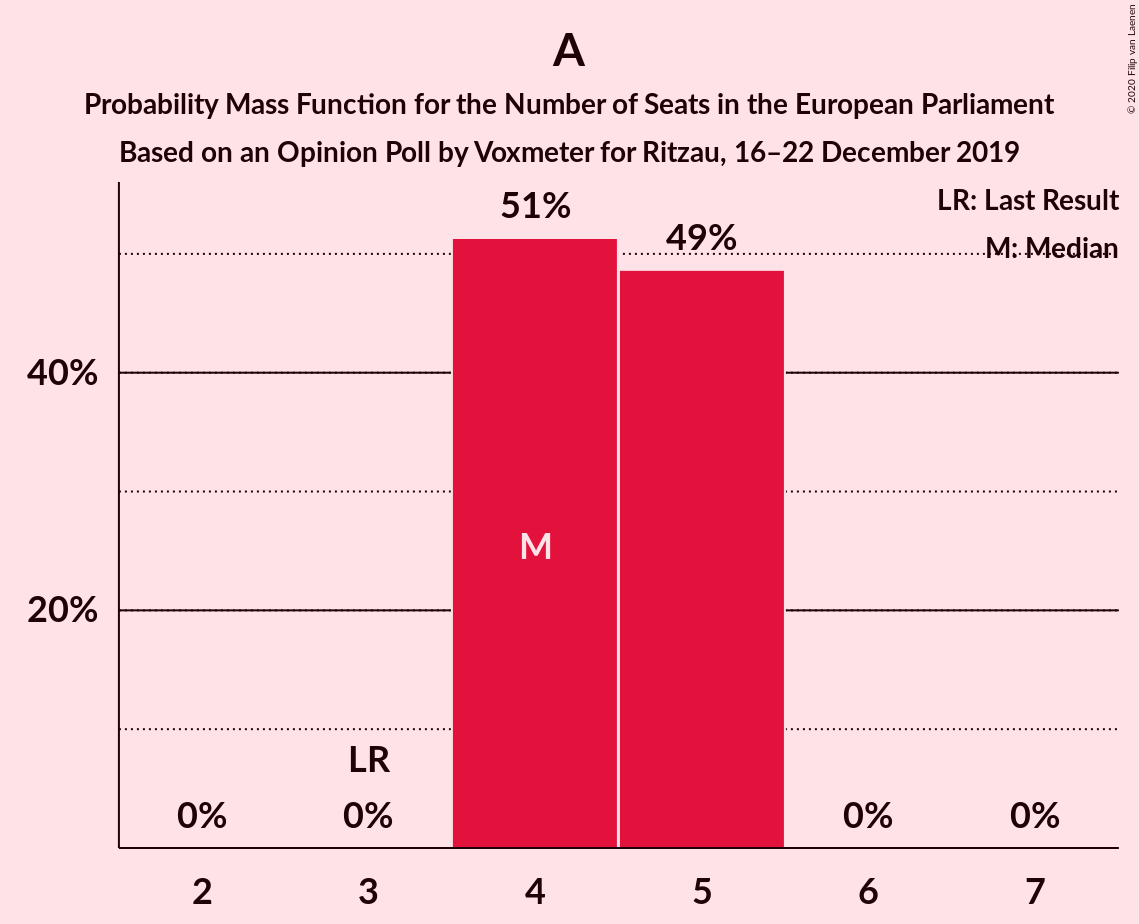 A
Probability Mass Function for the Number of Seats in the European Parliament
Based on an Opinion Poll by Voxmeter for Ritzau, 16–22 December 2019
© 2020 Filip van Laenen
LR: Last Result
M: Median
51%
49%
40%
20%
M
LR
0%
0%
0%
0%
2
3
4
5
6
7